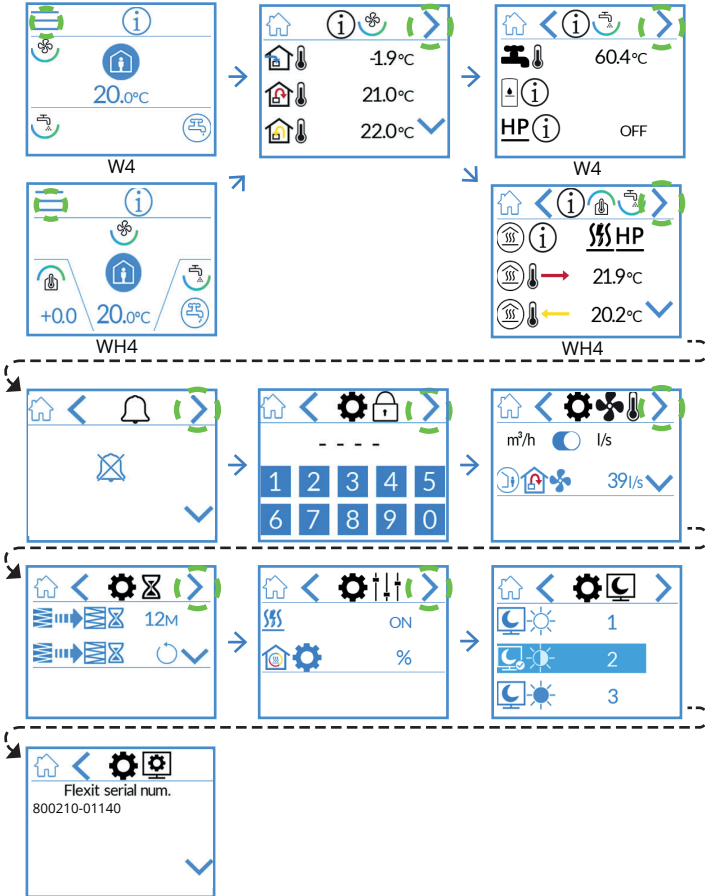 20.0°C
W4
-1.9°C
21.0°C
22.0°C
60.4°C
HP OFF
W4
+0.0 20.0°C
WH4
HP
21.9°C
20.2°C
WH4
- - - -
1 2 3 4 5
6 7 8 9 0
m³/h l/s
39 l/s
12M
ON
%
1
2
3
Flexit serial num.
800210-01140